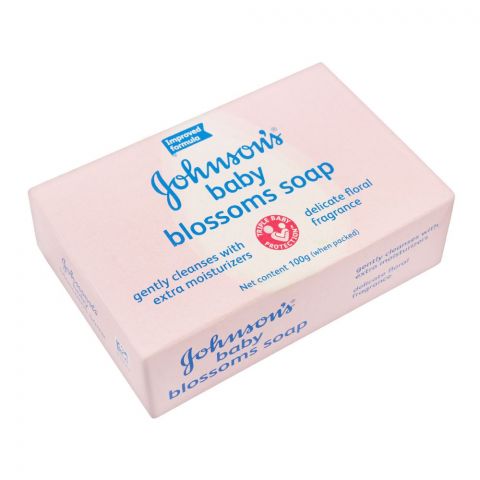 Improved
formula
Johnson's
baby
blossoms soap
gently cleanses with
extra moisturizers
TRIPLE BABY
PROTECTION
delicate floral
fragrance
Net content 100g (when packed)
Johnson's
baby
blossoms soap
gently cleanses with
extra moisturizers
delicate floral
fragrance